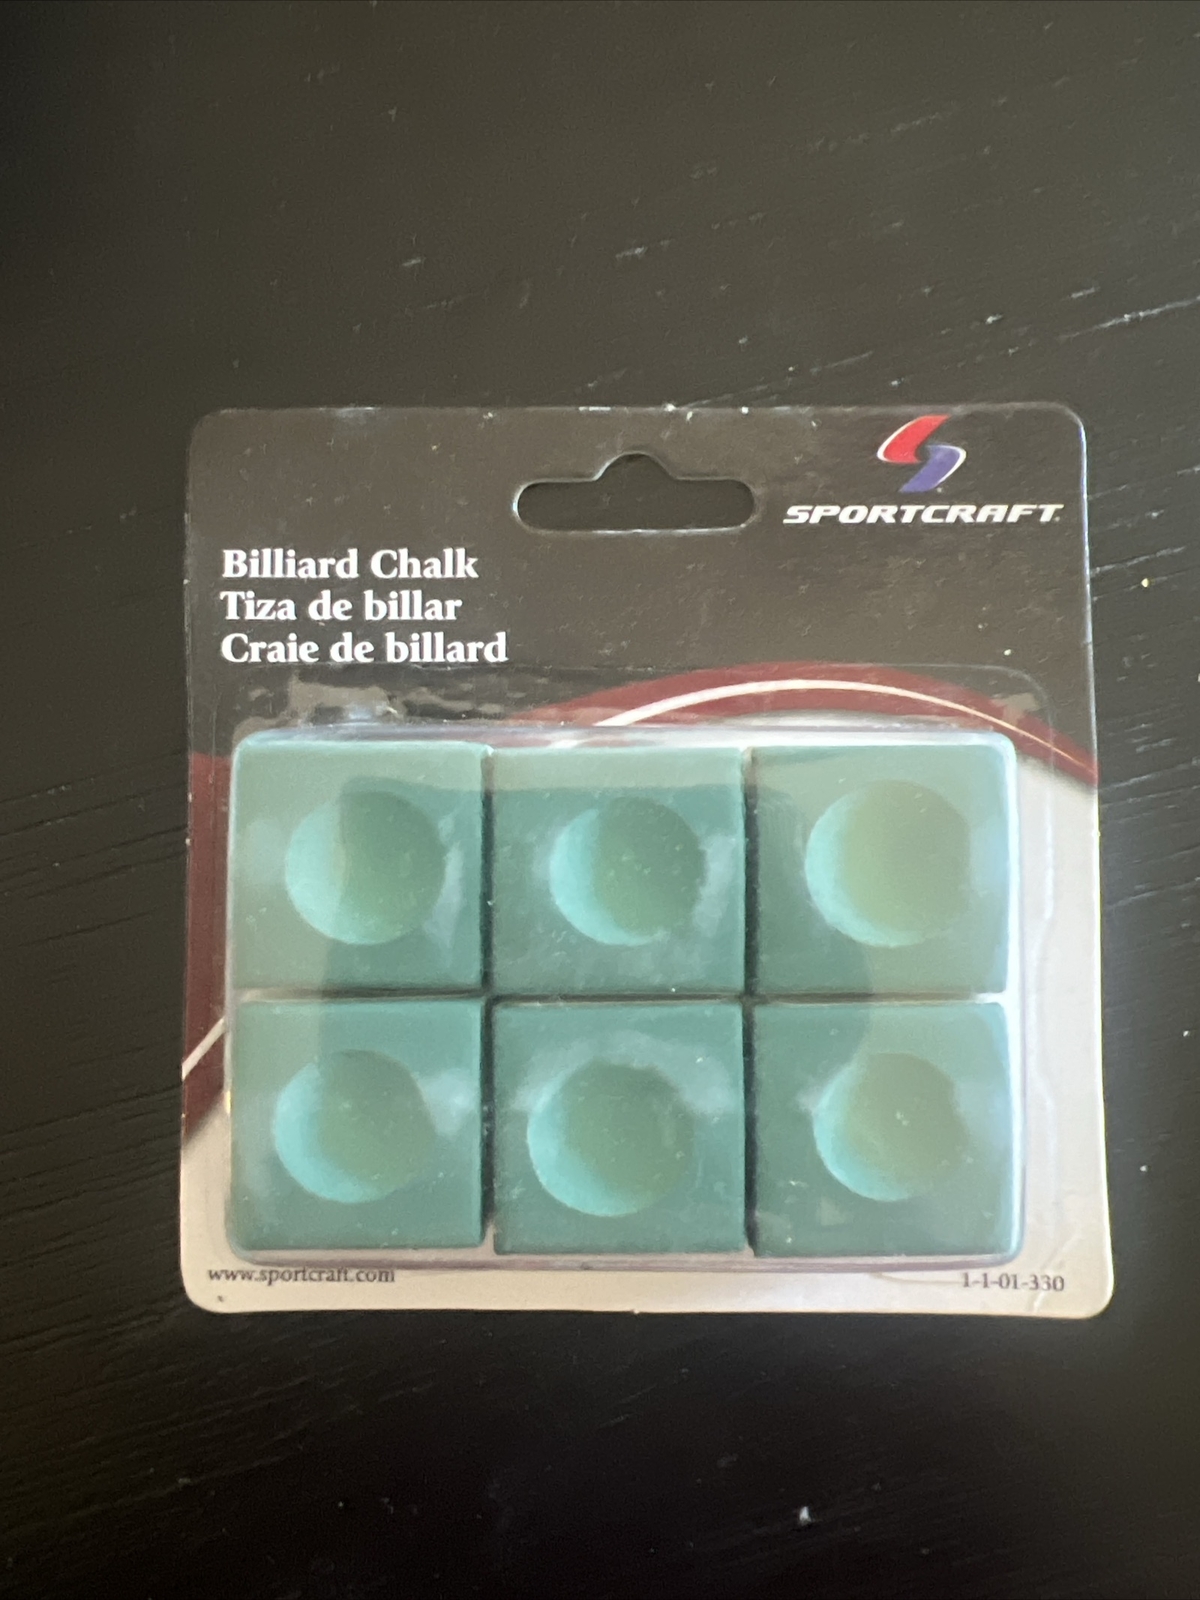 SPORTCRAFT
Billiard Chalk
Tiza de billar
Craie de billard
www.sportcraft.com
1-1-01-330